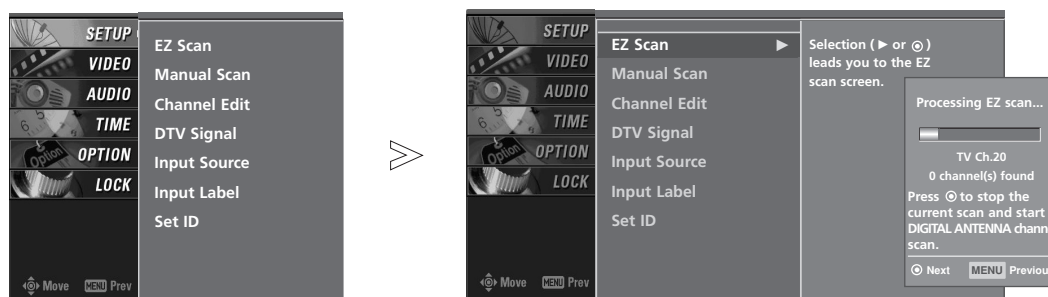 SETUP
VIDEO
AUDIO
TIME
OPTION
LOCK
EZ Scan
Manual Scan
Channel Edit
DTV Signal
Input Source
Input Label
Set ID
Move MENU Prev
SETUP
VIDEO
AUDIO
TIME
OPTION
LOCK
EZ Scan ▶
Manual Scan
Channel Edit
DTV Signal
Input Source
Input Label
Set ID
Move MENU Prev
Selection ( ▶ or ⊙ )
leads you to the EZ
scan screen.
Processing EZ scan...
TV Ch.20
0 channel(s) found
Press ⊙ to stop the
current scan and start
DIGITAL ANTENNA chann
scan.
⊙ Next MENU Previou